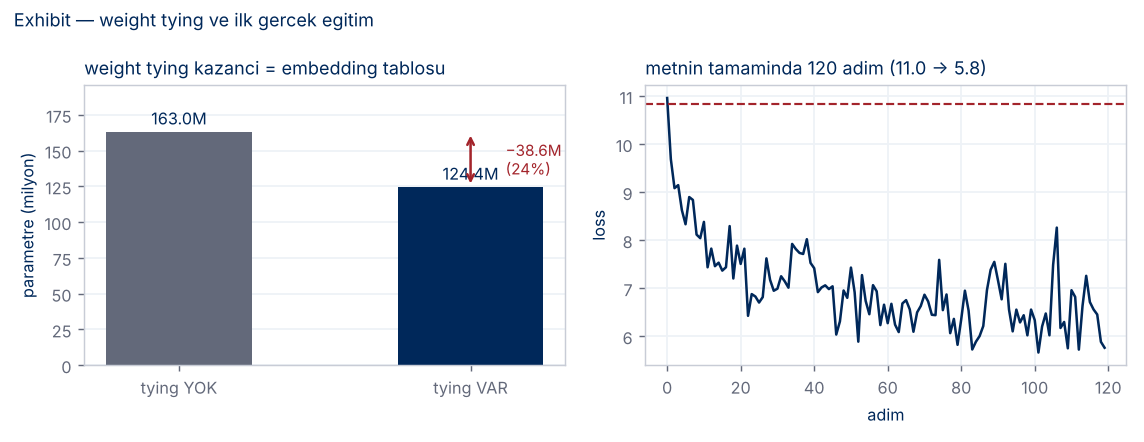 Exhibit — weight tying ve ilk gercek egitim
weight tying kazanci = embedding tablosu
parametre (milyon)
175
150
125
100
75
50
25
0
163.0M
124.4M
−38.6M
(24%)
tying YOK
tying VAR
metnin tamaminda 120 adim (11.0 → 5.8)
loss
11
10
9
8
7
6
0
20
40
60
80
100
120
adim